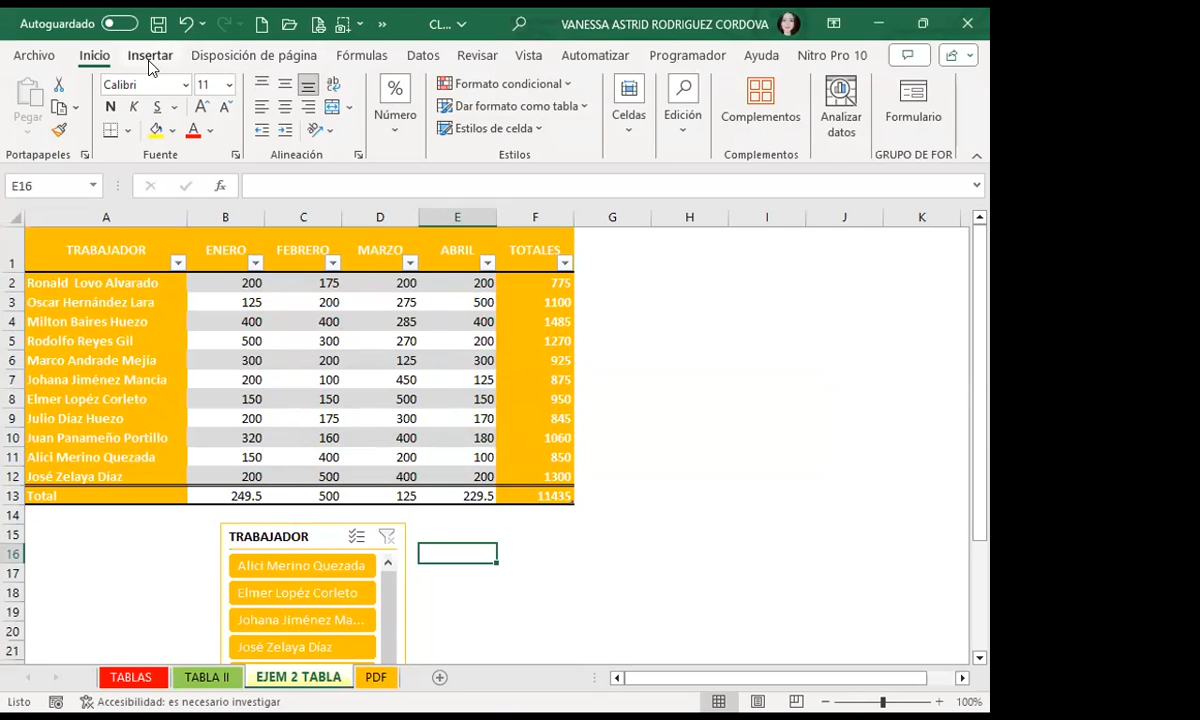 Autoguardado CL... VANESSA ASTRID RODRIGUEZ CORDOVA
Archivo Inicio Insertar Disposición de página Fórmulas Datos Revisar Vista Automatizar Programador Ayuda Nitro Pro 10
Pegar
Calibri 11
N K S A A
A
Número
Formato condicional
Dar formato como tabla
Estilos de celda
Celdas
Edición
Complementos
Analizar datos
Formulario
Portapapeles Fuente Alineación Estilos Complementos GRUPO DE FOR
E16 fx
A B C D E F G H I J K
1 TRABAJADOR ENERO FEBRERO MARZO ABRIL TOTALES
2 Ronald Lovo Alvarado 200 175 200 200 775
3 Oscar Hernández Lara 125 200 275 500 1100
4 Milton Baires Huezo 400 400 285 400 1485
5 Rodolfo Reyes Gil 500 300 270 200 1270
6 Marco Andrade Mejía 300 200 125 300 925
7 Johana Jiménez Mancia 200 100 450 125 875
8 Elmer Lopéz Corleto 150 150 500 150 950
9 Julio Díaz Huezo 200 175 300 170 845
10 Juan Panameño Portillo 320 160 400 180 1060
11 Alici Merino Quezada 150 400 200 100 850
12 José Zelaya Díaz 200 500 400 200 1300
13 Total 249.5 500 125 229.5 11435
14
15 TRABAJADOR
16
17 Alici Merino Quezada
18 Elmer Lopéz Corleto
19 Johana Jiménez Ma...
20
21 José Zelaya Díaz
TABLAS TABLA II EJEM 2 TABLA PDF
Listo Accesibilidad: es necesario investigar 100%